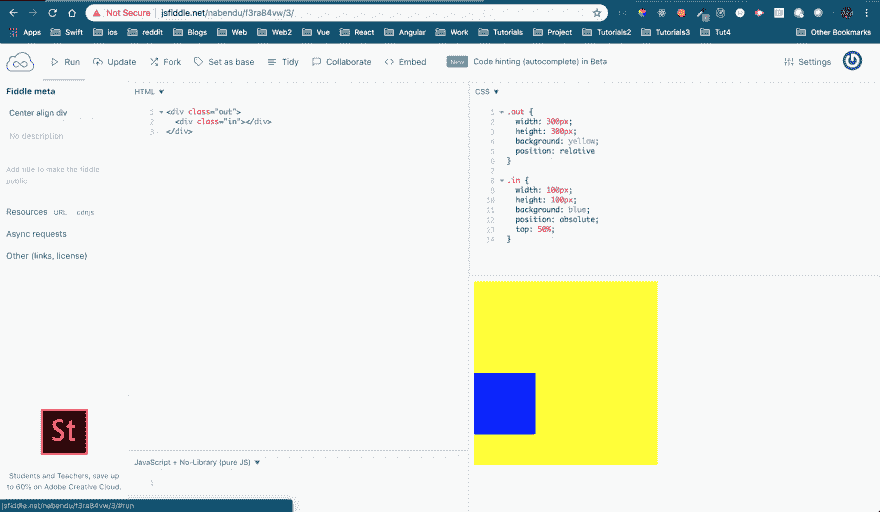 Not Secure | jsfiddle.net/nabendu/f3ra84vw/3/
Apps Swift ios reddit Blogs Web Web2 Vue React Angular Work Tutorials Project Tutorials2 Tutorials3 Tut4 Other Bookmarks
Run Update Fork Set as base Tidy Collaborate Embed New Code hinting (autocomplete) in Beta Settings
Fiddle meta
Center align div
No description
Add title to make the fiddle
public
Resources URL cdnjs
Async requests
Other (links, license)
St
Students and Teachers, save up
to 60% on Adobe Creative Cloud.
jsfiddle.net/nabendu/f3ra84vw/3/#run
HTML ▼
1 <div class="out">
2 <div class="in"></div>
3 </div>
JavaScript + No-Library (pure JS) ▼
1
CSS ▼
1 .out {
2 width: 300px;
3 height: 300px;
4 background: yellow;
5 position: relative
6 }
7
8 .in {
9 width: 100px;
10 height: 100px;
11 background: blue;
12 position: absolute;
13 top: 50%;
14 }